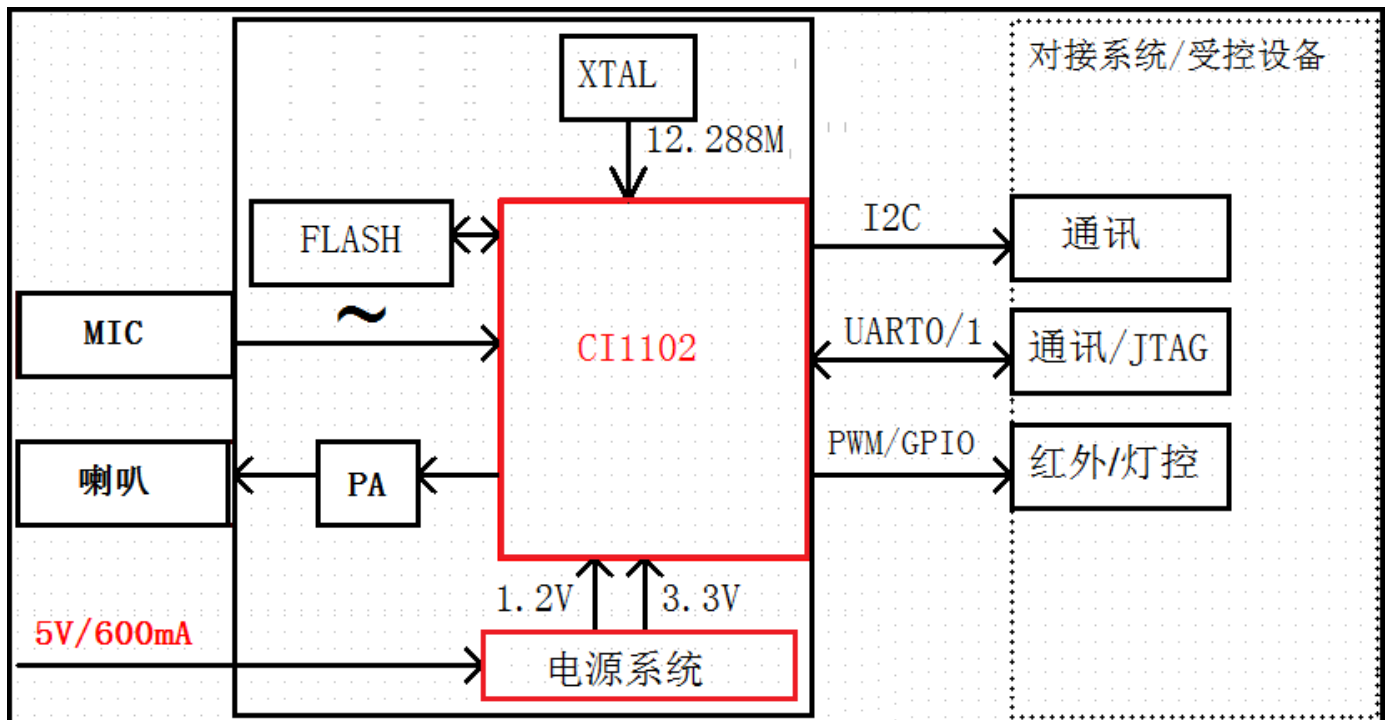 对接系统/受控设备
XTAL
12.288M
FLASH
I2C
通讯
~
MIC
CI1102
UART0/1
通讯/JTAG
喇叭
PA
PWM/GPIO
红外/灯控
1.2V
3.3V
5V/600mA
电源系统